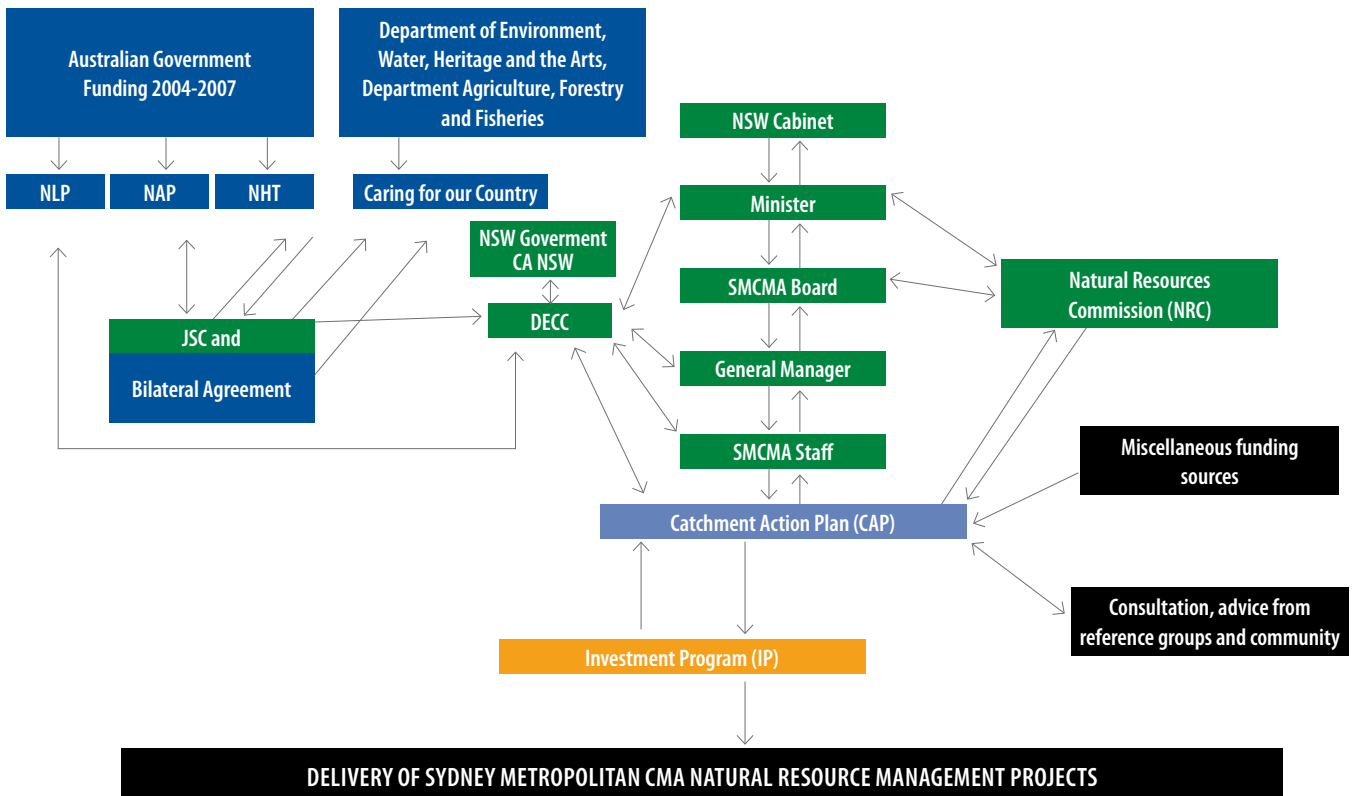 Australian Government
Funding 2004-2007
Department of Environment,
Water, Heritage and the Arts,
Department Agriculture, Forestry
and Fisheries
NSW Cabinet
NLP
NAP
NHT
Caring for our Country
Minister
NSW Goverment
CA NSW
SMCMA Board
Natural Resources
Commission (NRC)
DECC
JSC and
Bilateral Agreement
General Manager
SMCMA Staff
Miscellaneous funding
sources
Catchment Action Plan (CAP)
Consultation, advice from
reference groups and community
Investment Program (IP)
DELIVERY OF SYDNEY METROPOLITAN CMA NATURAL RESOURCE MANAGEMENT PROJECTS